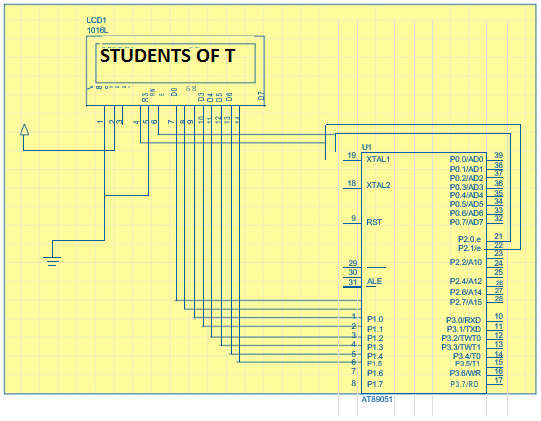 LCD1
1016L
STUDENTS OF T
RS RW E D0 D1 D2 D3 D4 D5 D6 D7
1 2 3 4 5 6 7 8 9 10 11 12 13 14
U1
19 XTAL1 P0.0/AD0 39
P0.1/AD1 38
P0.2/AD2 37
18 XTAL2 P0.3/AD3 36
P0.4/AD4 35
P0.5/AD5 34
P0.6/AD6 33
9 RST P0.7/AD7 32
P2.0.e 21
P2.1/e 22
23
29 P2.2/A10 24
30 25
31 ALE P2.4/A12 26
P2.6/A14 27
P2.7/A15 28
1 P1.0 P3.0/RXD 10
2 P1.1 P3.1/TXD 11
3 P1.2 P3.2/TWT0 12
4 P1.3 P3.3/TWT1 13
5 P1.4 P3.4/T0 14
6 P1.5 P3.5/T1 15
7 P1.6 P3.6/WR 16
8 P1.7 P3.7/RD 17
AT89051